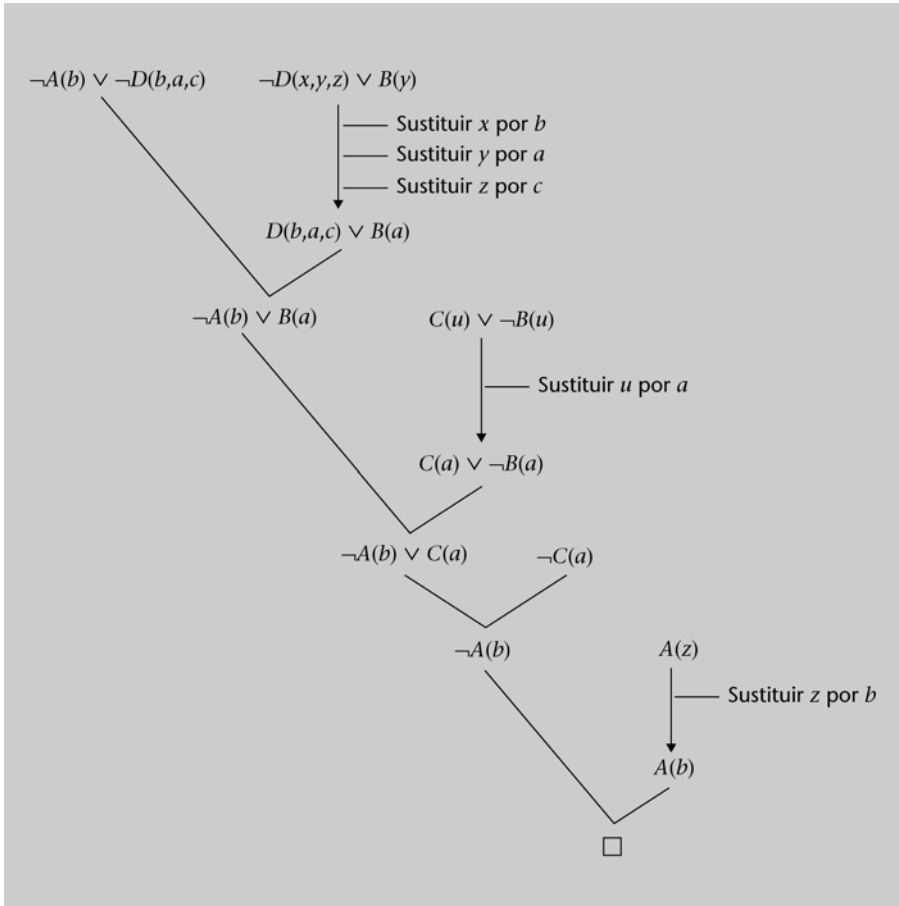 ¬A(b) ∨ ¬D(b,a,c) ¬D(x,y,z) ∨ B(y)
Sustituir x por b
Sustituir y por a
Sustituir z por c
D(b,a,c) ∨ B(a)
¬A(b) ∨ B(a) C(u) ∨ ¬B(u)
Sustituir u por a
C(a) ∨ ¬B(a)
¬A(b) ∨ C(a) ¬C(a)
¬A(b) A(z)
Sustituir z por b
A(b)
□